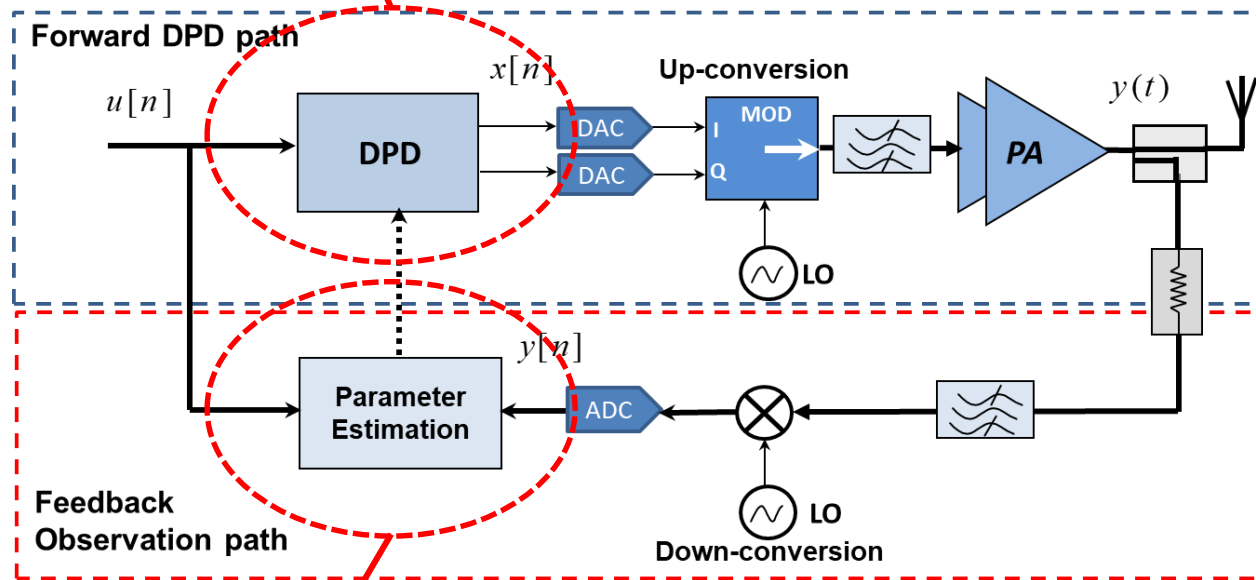 Forward DPD path
u[n]
x[n]
Up-conversion
y(t)
DPD
DAC
DAC
MOD
I
Q
PA
LO
y[n]
Parameter
Estimation
ADC
Feedback
Observation path
LO
Down-conversion